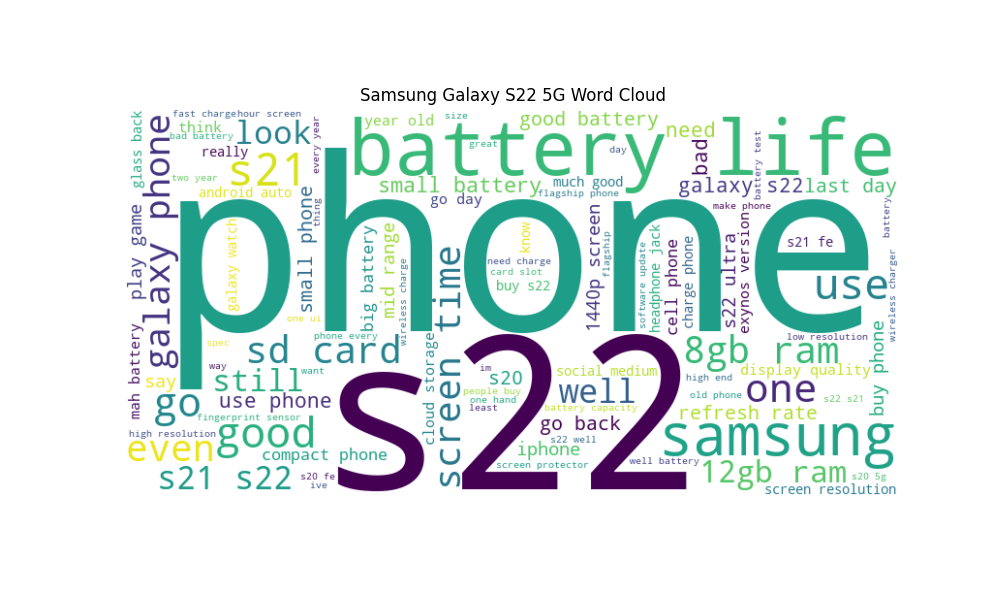 Samsung Galaxy S22 5G Word Cloud
fast chargehour screen
year old
size
good battery
think
look
bad battery
great
need
battery life
really
every year
day
bad
battery test
glass back
galaxy phone
s21
two year
android auto
small battery
much good
flagship phone
galaxy s22
last day
go day
make phone
thing
small phone
phone
play game
galaxy watch
know
1440p screen
flagship
software update
headphone jack
cell phone
charge phone
s22 ultra
exynos version
s21 fe
battery
wireless charger
need charge
card slot
buy s22
big battery
mid range
wireless charge
screen time
use
one ui
phone every
low resolution
mah battery
way
spec
want
sd card
s22
8gb ram
buy phone
say
still
cloud storage
im
s20
social medium
high end
display quality
people buy
well
old phone
one
go
use phone
one hand
least
battery capacity
s22 s21
refresh rate
fingerprint sensor
go back
high resolution
good
s22 well
samsung
even
compact phone
iphone
screen protector
well battery
s21 s22
s20 fe
ive
12gb ram
s20 5g
screen resolution